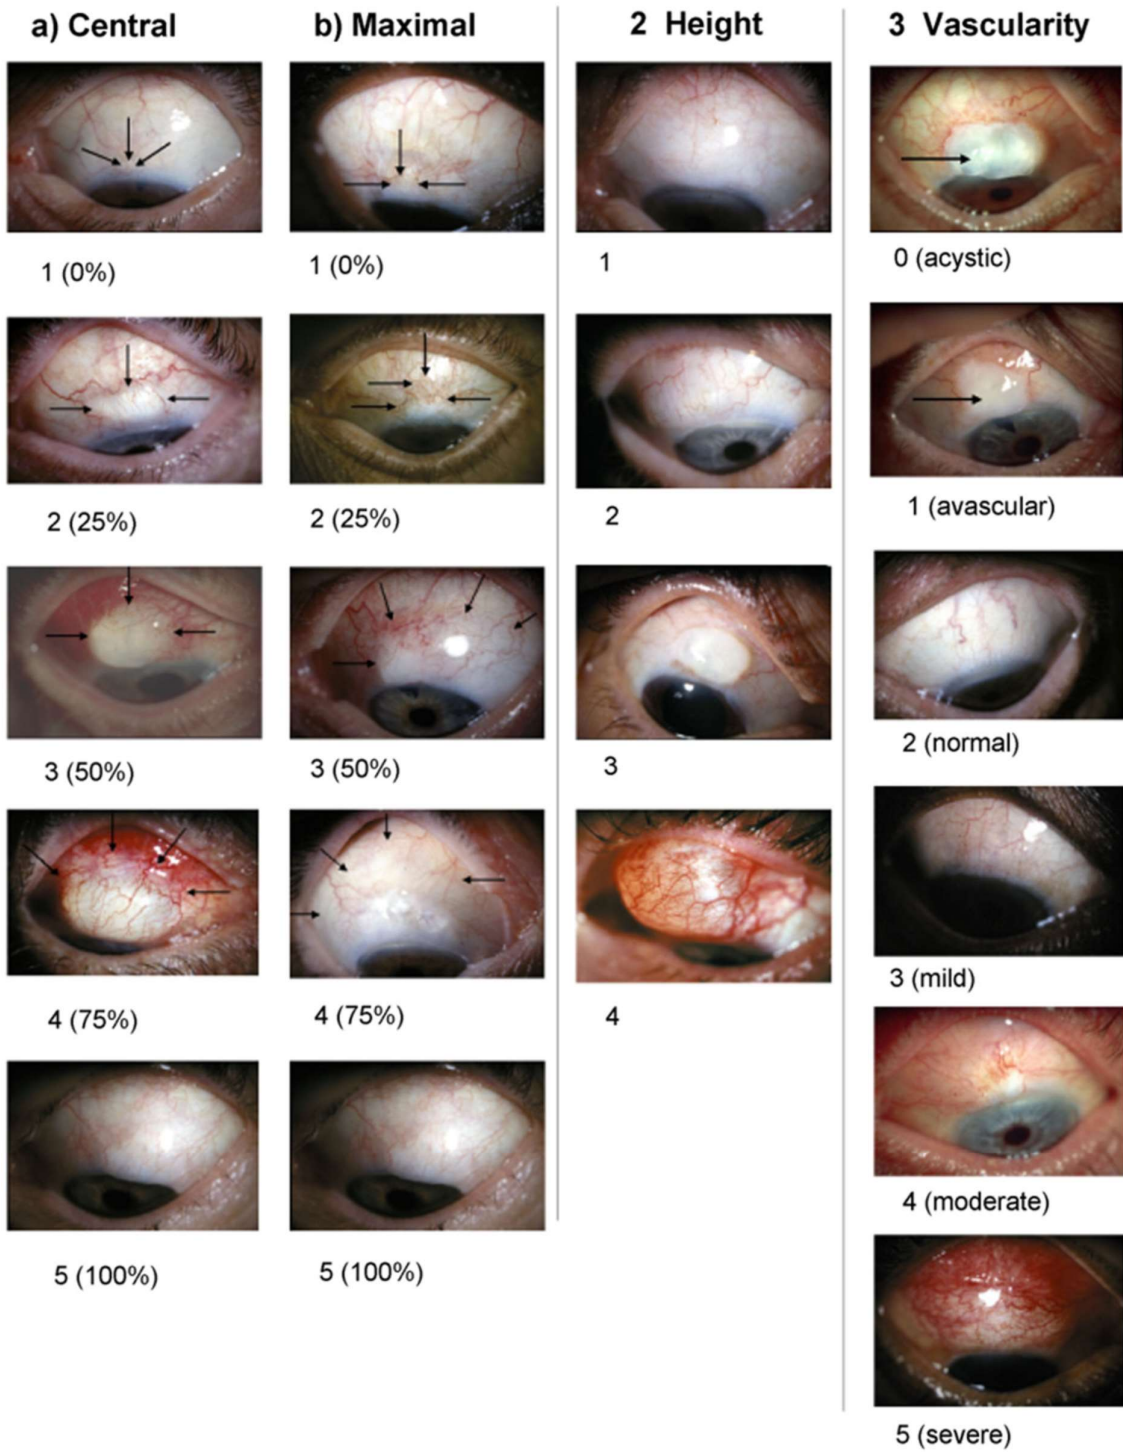 a) Central
b) Maximal
2 Height
3 Vascularity
1 (0%)
1 (0%)
1
0 (acystic)
2 (25%)
2 (25%)
2
1 (avascular)
3 (50%)
3 (50%)
3
2 (normal)
4 (75%)
4 (75%)
4
3 (mild)
5 (100%)
5 (100%)
4 (moderate)
5 (severe)